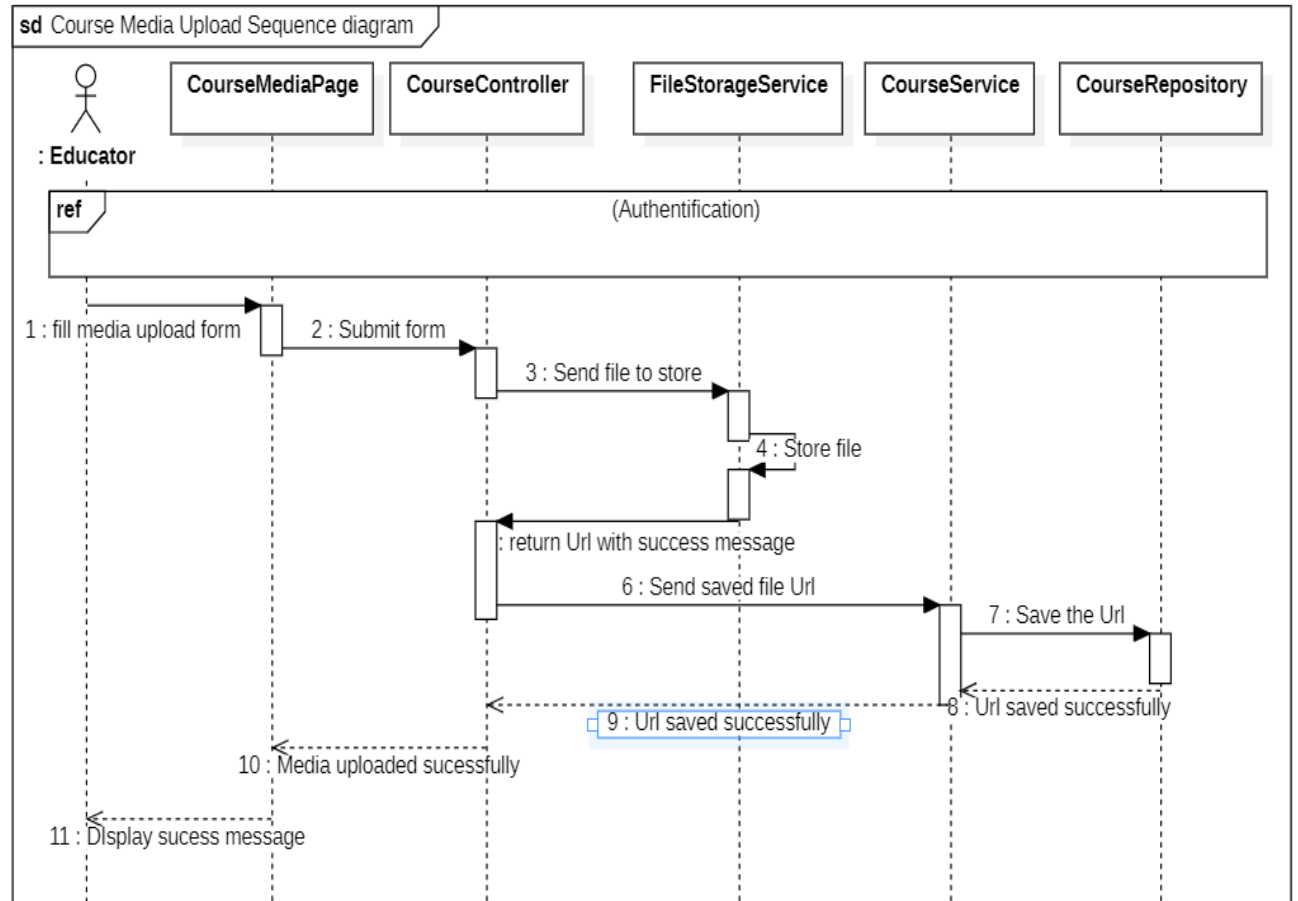 sd Course Media Upload Sequence diagram
CourseMediaPage
CourseController
FileStorageService
CourseService
CourseRepository
: Educator
ref
(Authentification)
1 : fill media upload form
2 : Submit form
3 : Send file to store
4 : Store file
: return Url with success message
6 : Send saved file Url
7 : Save the Url
8 : Url saved successfully
9 : Url saved successfully
10 : Media uploaded sucessfully
11 : DIsplay sucess message